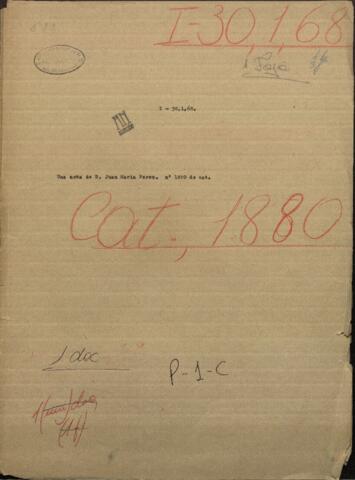 I-30,1,68
I - 30,1,68.
Una nota de D. Juan Maria Perez. nº 1880 de cat.
Cat., 1880
1 doc
P-1-C